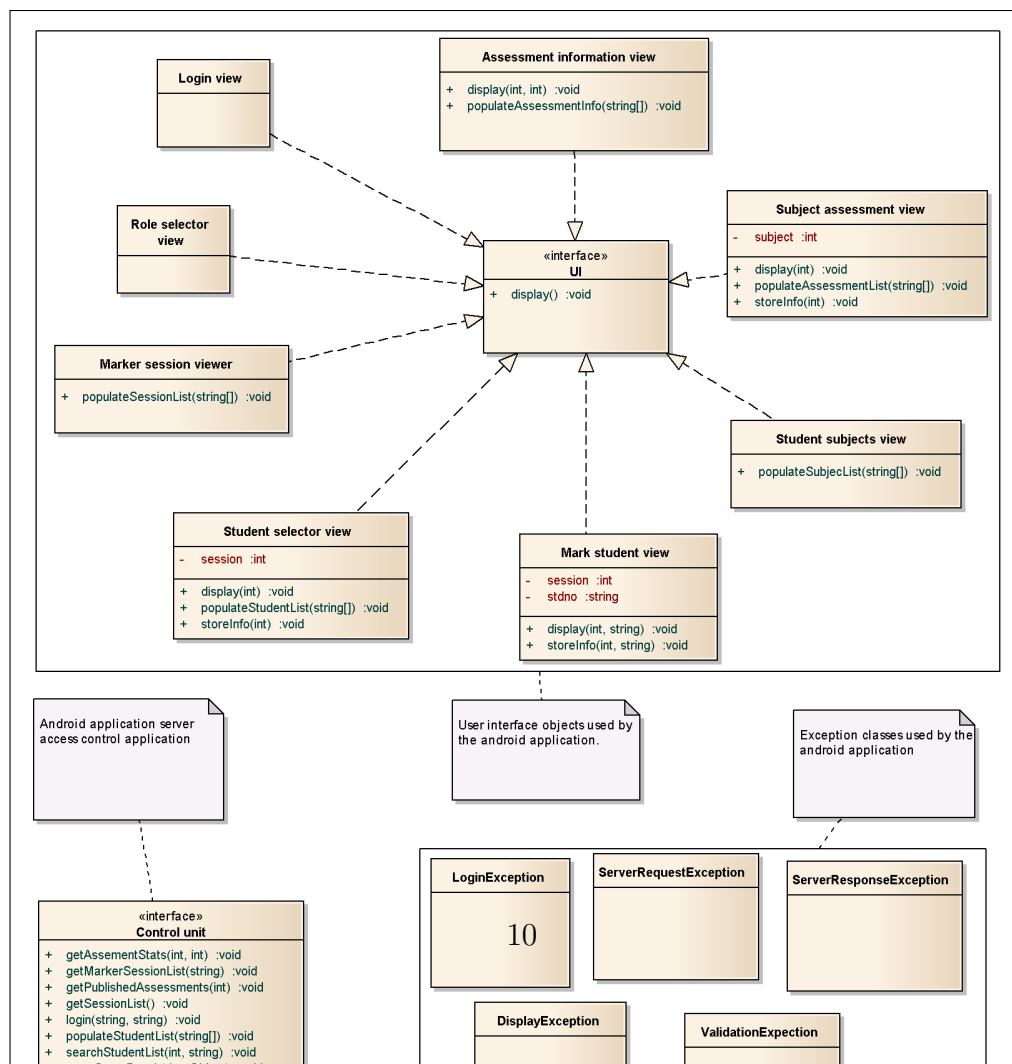 Assessment information view
+ display(int, int) :void
+ populateAssessmentInfo(string[]) :void
Login view
Role selector
view
Subject assessment view
- subject :int
+ display(int) :void
+ populateAssessmentList(string[]) :void
+ storeInfo(int) :void
«interface»
UI
+ display() :void
Marker session viewer
+ populateSessionList(string[]) :void
Student subjects view
+ populateSubjecList(string[]) :void
Student selector view
- session :int
+ display(int) :void
+ populateStudentList(string[]) :void
+ storeInfo(int) :void
Mark student view
- session :int
- stdno :string
+ display(int, string) :void
+ storeInfo(int, string) :void
Android application server
access control application
User interface objects used by
the android application.
Exception classes used by the
android application
«interface»
Control unit
+ getAssementStats(int, int) :void
+ getMarkerSessionList(string) :void
+ getPublishedAssessments(int) :void
+ getSessionList() :void
+ login(string, string) :void
+ populateStudentList(string[]) :void
+ searchStudentList(int, string) :void
LoginException
10
ServerRequestException
ServerResponseException
DisplayException
ValidationExpection